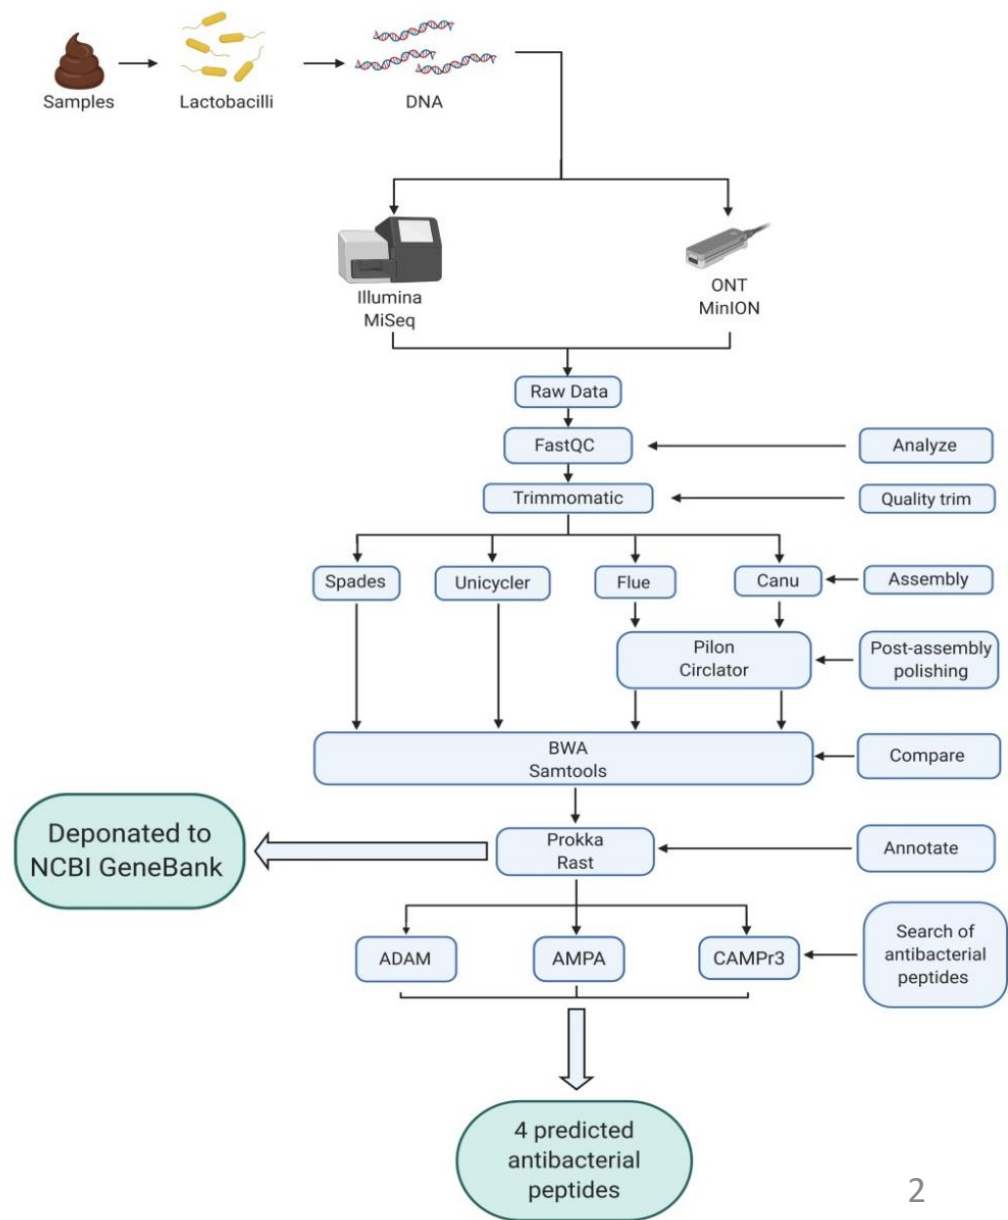 Samples
Lactobacilli
DNA
Illumina
MiSeq
ONT
MinION
Raw Data
FastQC
Analyze
Trimmomatic
Quality trim
Spades
Unicycler
Flue
Canu
Assembly
Pilon
Circlator
Post-assembly
polishing
BWA
Samtools
Compare
Deponated to
NCBI GeneBank
Prokka
Rast
Annotate
ADAM
AMPA
CAMPr3
Search of
antibacterial
peptides
4 predicted
antibacterial
peptides
2